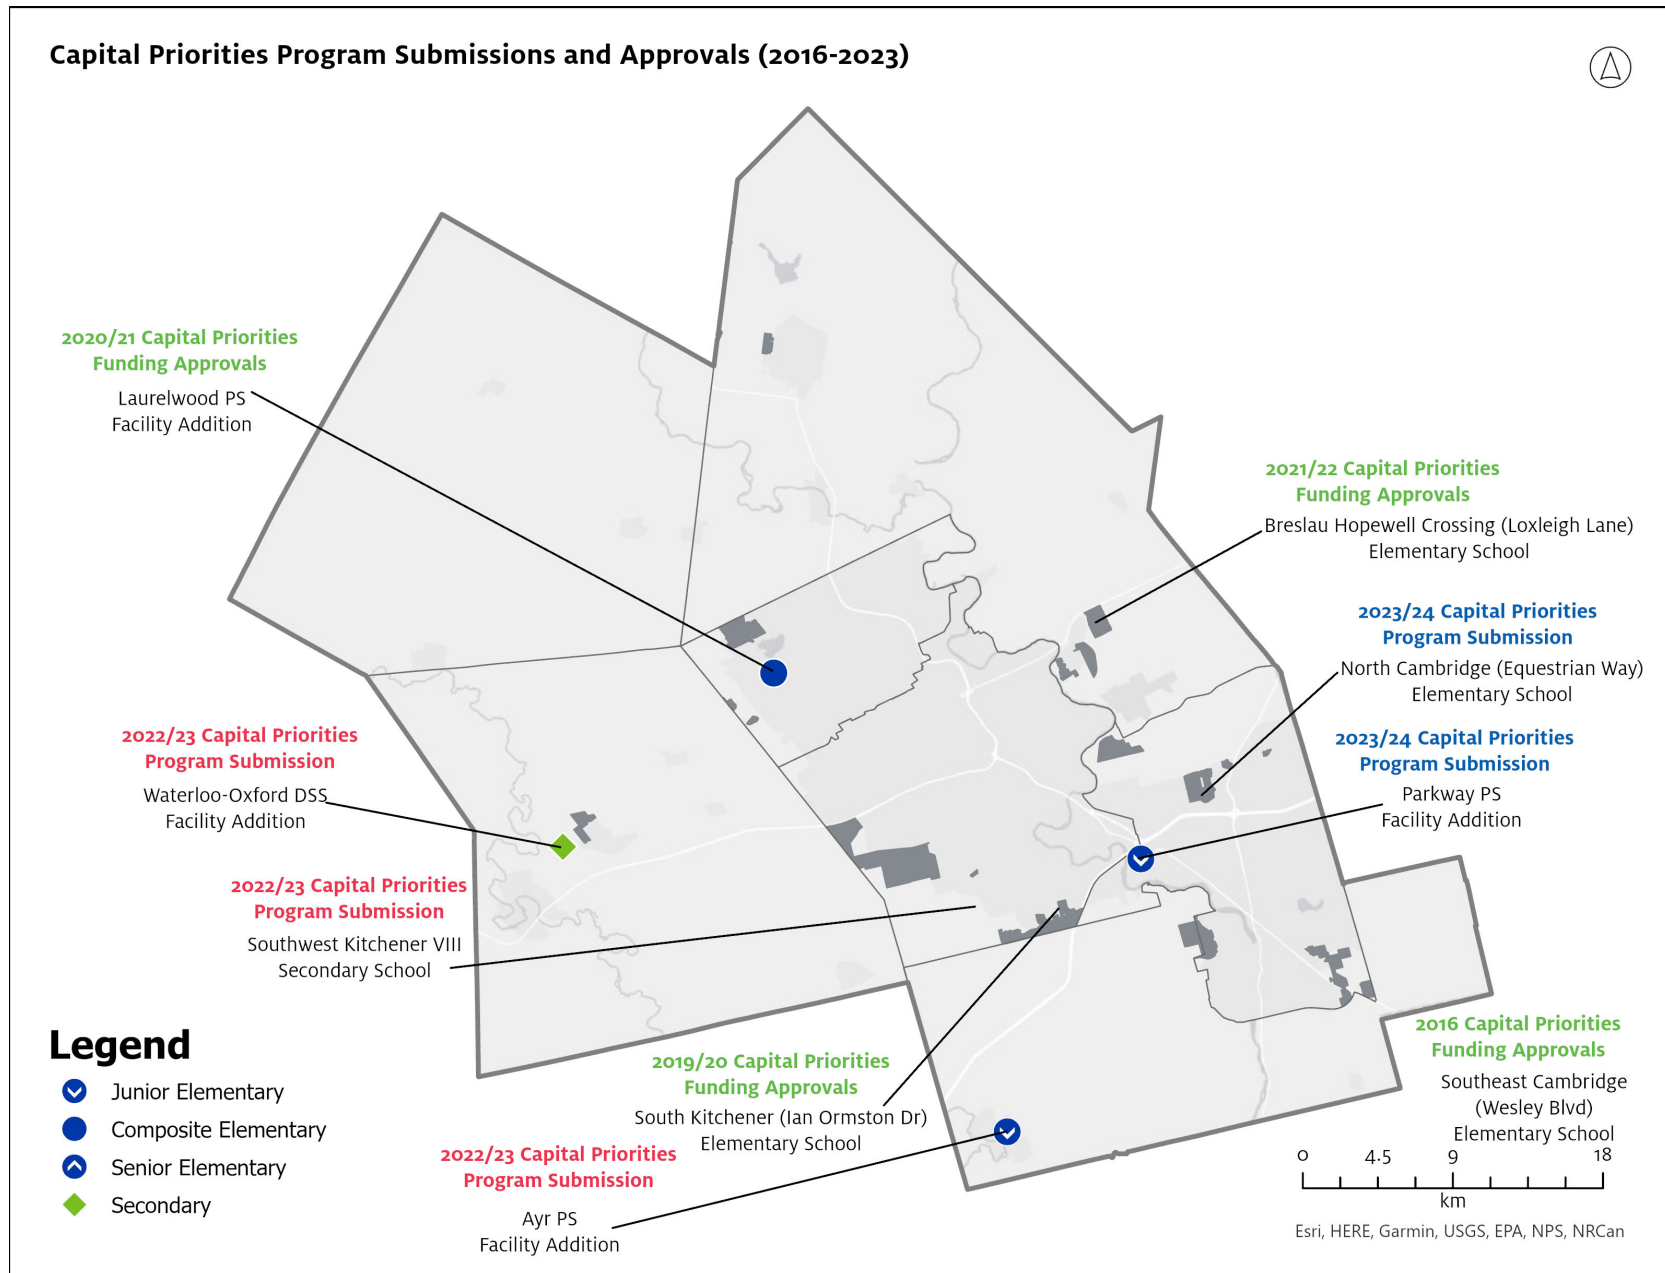 Capital Priorities Program Submissions and Approvals (2016-2023)
2020/21 Capital Priorities
Funding Approvals
Laurelwood PS
Facility Addition
2021/22 Capital Priorities
Funding Approvals
Breslau Hopewell Crossing (Loxleigh Lane)
Elementary School
2023/24 Capital Priorities
Program Submission
North Cambridge (Equestrian Way)
Elementary School
2023/24 Capital Priorities
Program Submission
Parkway PS
Facility Addition
2022/23 Capital Priorities
Program Submission
Waterloo-Oxford DSS
Facility Addition
2022/23 Capital Priorities
Program Submission
Southwest Kitchener VIII
Secondary School
2019/20 Capital Priorities
Funding Approvals
South Kitchener (Ian Ormston Dr)
Elementary School
2022/23 Capital Priorities
Program Submission
Ayr PS
Facility Addition
2016 Capital Priorities
Funding Approvals
Southeast Cambridge
(Wesley Blvd)
Elementary School
Legend
Junior Elementary
Composite Elementary
Senior Elementary
Secondary
0 4.5 9 18
km
Esri, HERE, Garmin, USGS, EPA, NPS, NRCan